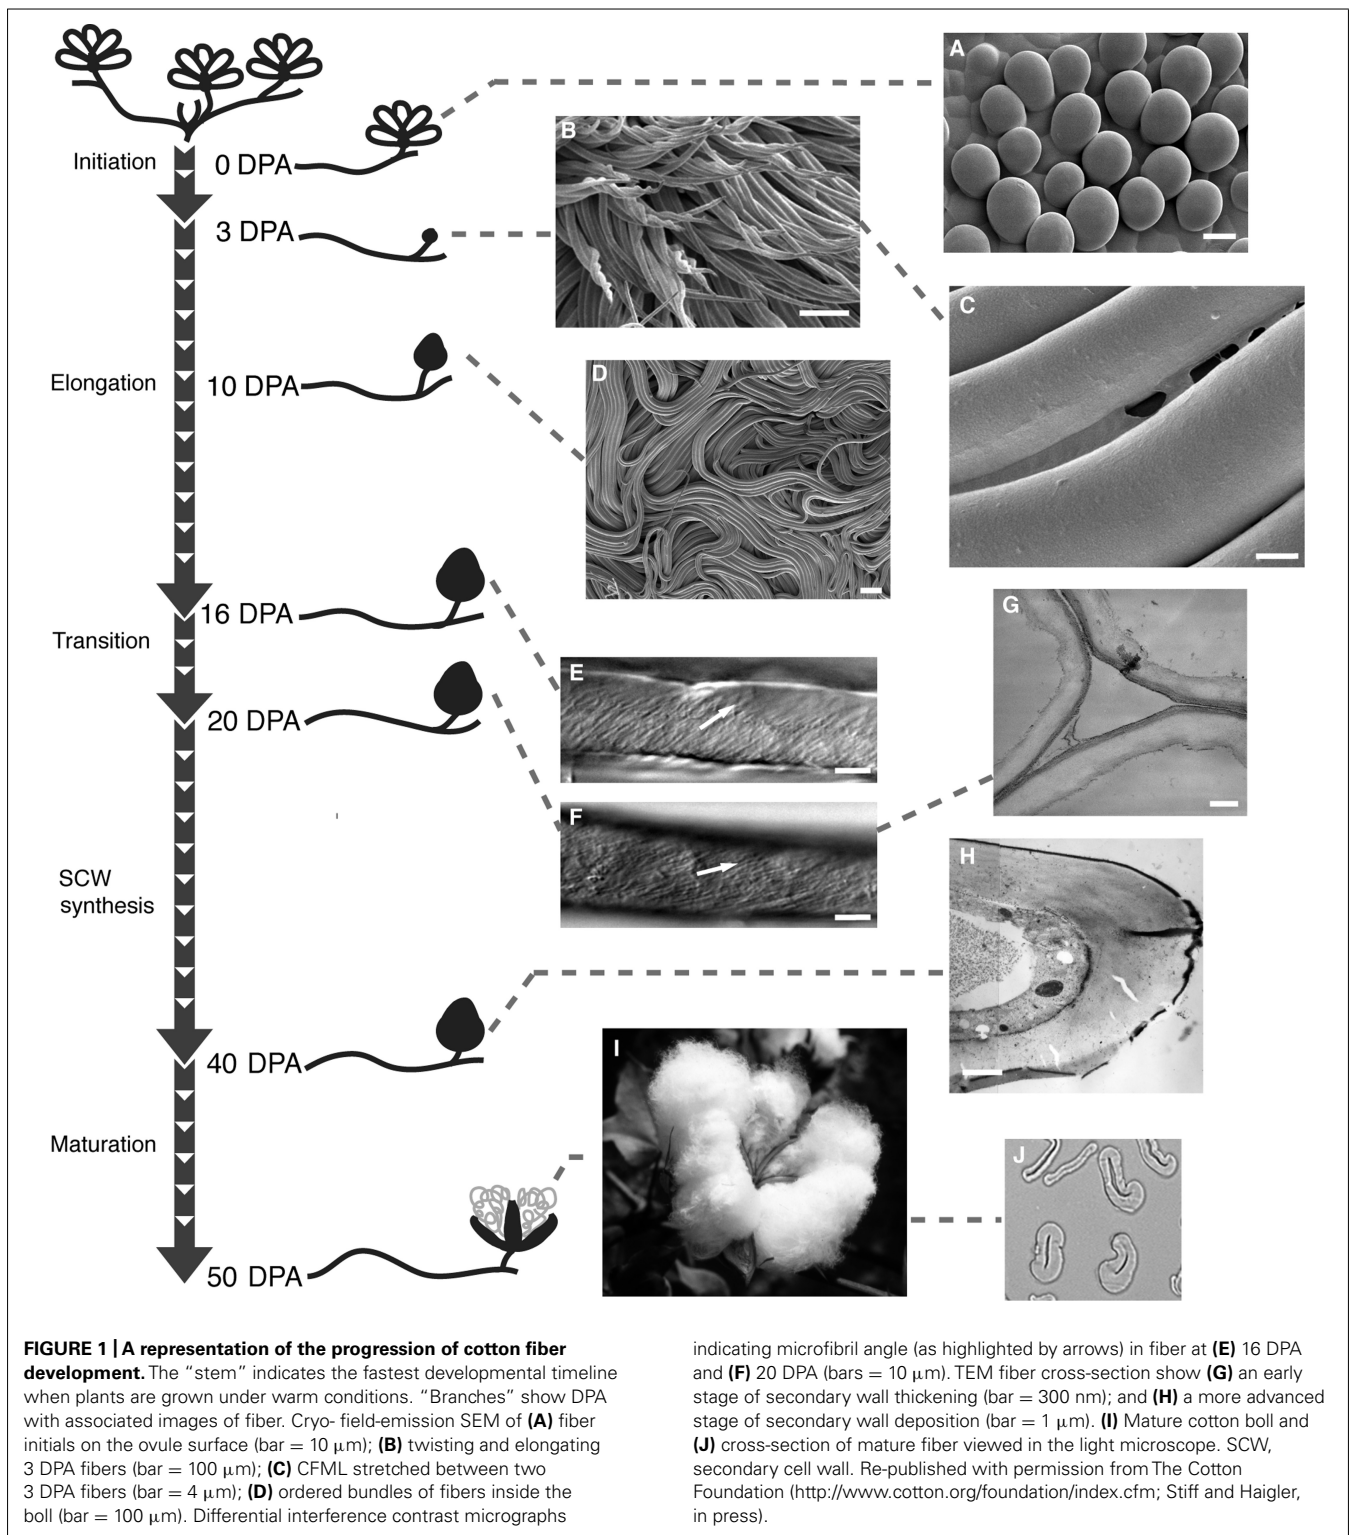 A
B
Initiation
0 DPA
3 DPA
C
D
Elongation
10 DPA
G
16 DPA
Transition
E
20 DPA
F
H
SCW
synthesis
I
40 DPA
Maturation
J
50 DPA
FIGURE 1 | A representation of the progression of cotton fiber
development. The “stem” indicates the fastest developmental timeline
when plants are grown under warm conditions. “Branches” show DPA
with associated images of fiber. Cryo- field-emission SEM of (A) fiber
initials on the ovule surface (bar = 10 μm); (B) twisting and elongating
3 DPA fibers (bar = 100 μm); (C) CFML stretched between two
3 DPA fibers (bar = 4 μm); (D) ordered bundles of fibers inside the
boll (bar = 100 μm). Differential interference contrast micrographs
indicating microfibril angle (as highlighted by arrows) in fiber at (E) 16 DPA
and (F) 20 DPA (bars = 10 μm). TEM fiber cross-section show (G) an early
stage of secondary wall thickening (bar = 300 nm); and (H) a more advanced
stage of secondary wall deposition (bar = 1 μm). (I) Mature cotton boll and
(J) cross-section of mature fiber viewed in the light microscope. SCW,
secondary cell wall. Re-published with permission from The Cotton
Foundation (http://www.cotton.org/foundation/index.cfm; Stiff and Haigler,
in press).